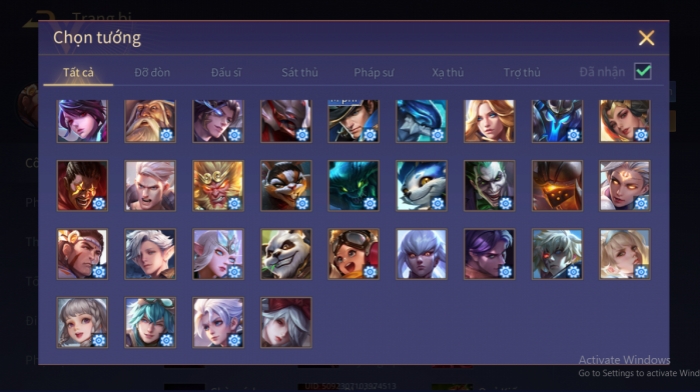 Trang bị
Chọn tướng
Tất cả
Đỡ đòn
Đấu sĩ
Sát thủ
Pháp sư
Xạ thủ
Trợ thủ
Đã nhận
Activate Windows
Go to Settings to activate Wind